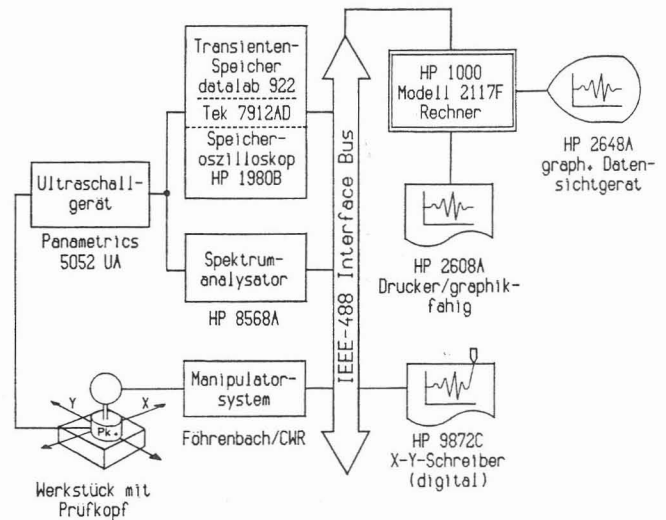 Transienten-
Speicher
datalab 922
Tek 7912AD
Speicher-
oszilloskop
HP 1980B
HP 1000
Modell 2117F
Rechner
HP 2648A
graph. Daten-
sichtgerat
Ultraschall-
gerät
Panametrics
5052 UA
Spektrum-
analysator
HP 8568A
IEEE-488 Interface Bus
HP 2608A
Drucker/graphik-
fähig
Manipulator-
system
Föhrenbach/CWR
HP 9872C
X-Y-Schreiber
(digital)
Y
X
Pk.
Werkstück mit
Prüfkopf